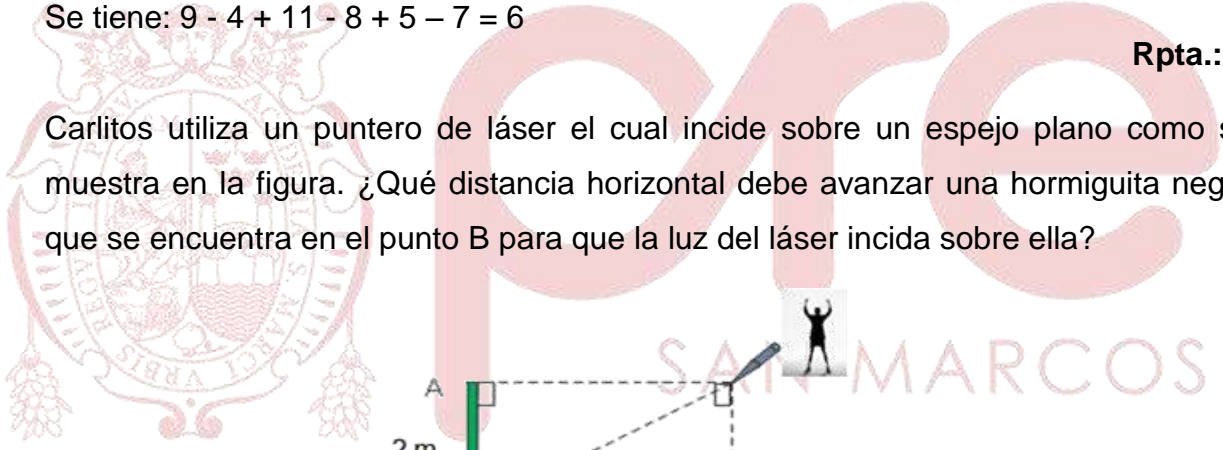 Se tiene: 9 - 4 + 11 - 8 + 5 – 7 = 6
Rpta.:
Carlitos utiliza un puntero de láser el cual incide sobre un espejo plano como
muestra en la figura. ¿Qué distancia horizontal debe avanzar una hormiguita
que se encuentra en el punto B para que la luz del láser incida sobre ella?
pre
SAN MARCOS
A
2 m